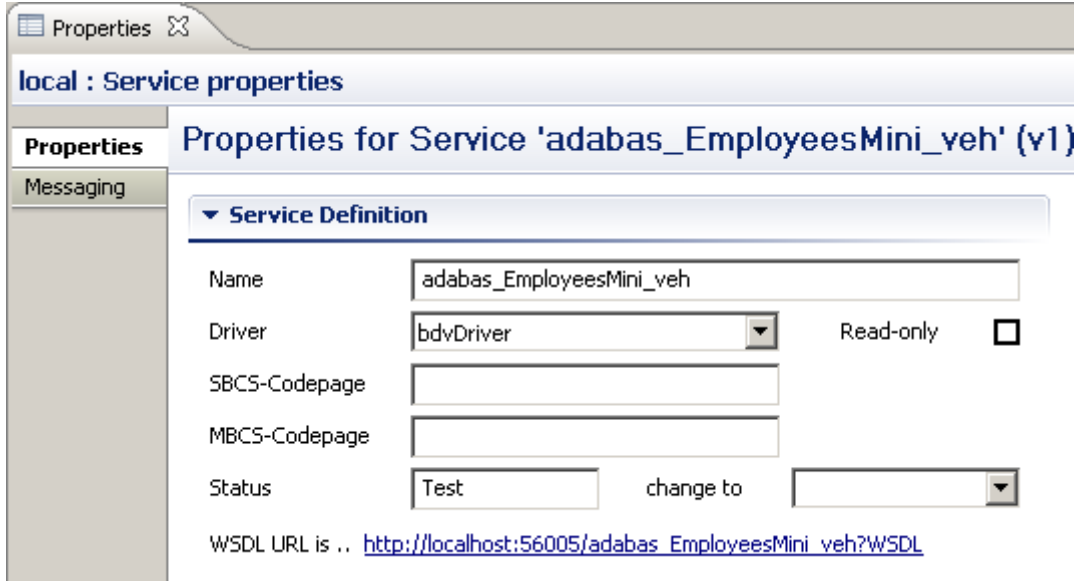 Properties
local : Service properties
Properties
Messaging
Properties for Service 'adabas_EmployeesMini_veh' (v1)
Service Definition
Name adabas_EmployeesMini_veh
Driver bdvDriver Read-only
SBCS-Codepage
MBCS-Codepage
Status Test change to
WSDL URL is .. http://localhost:56005/adabas_EmployeesMini_veh?WSDL